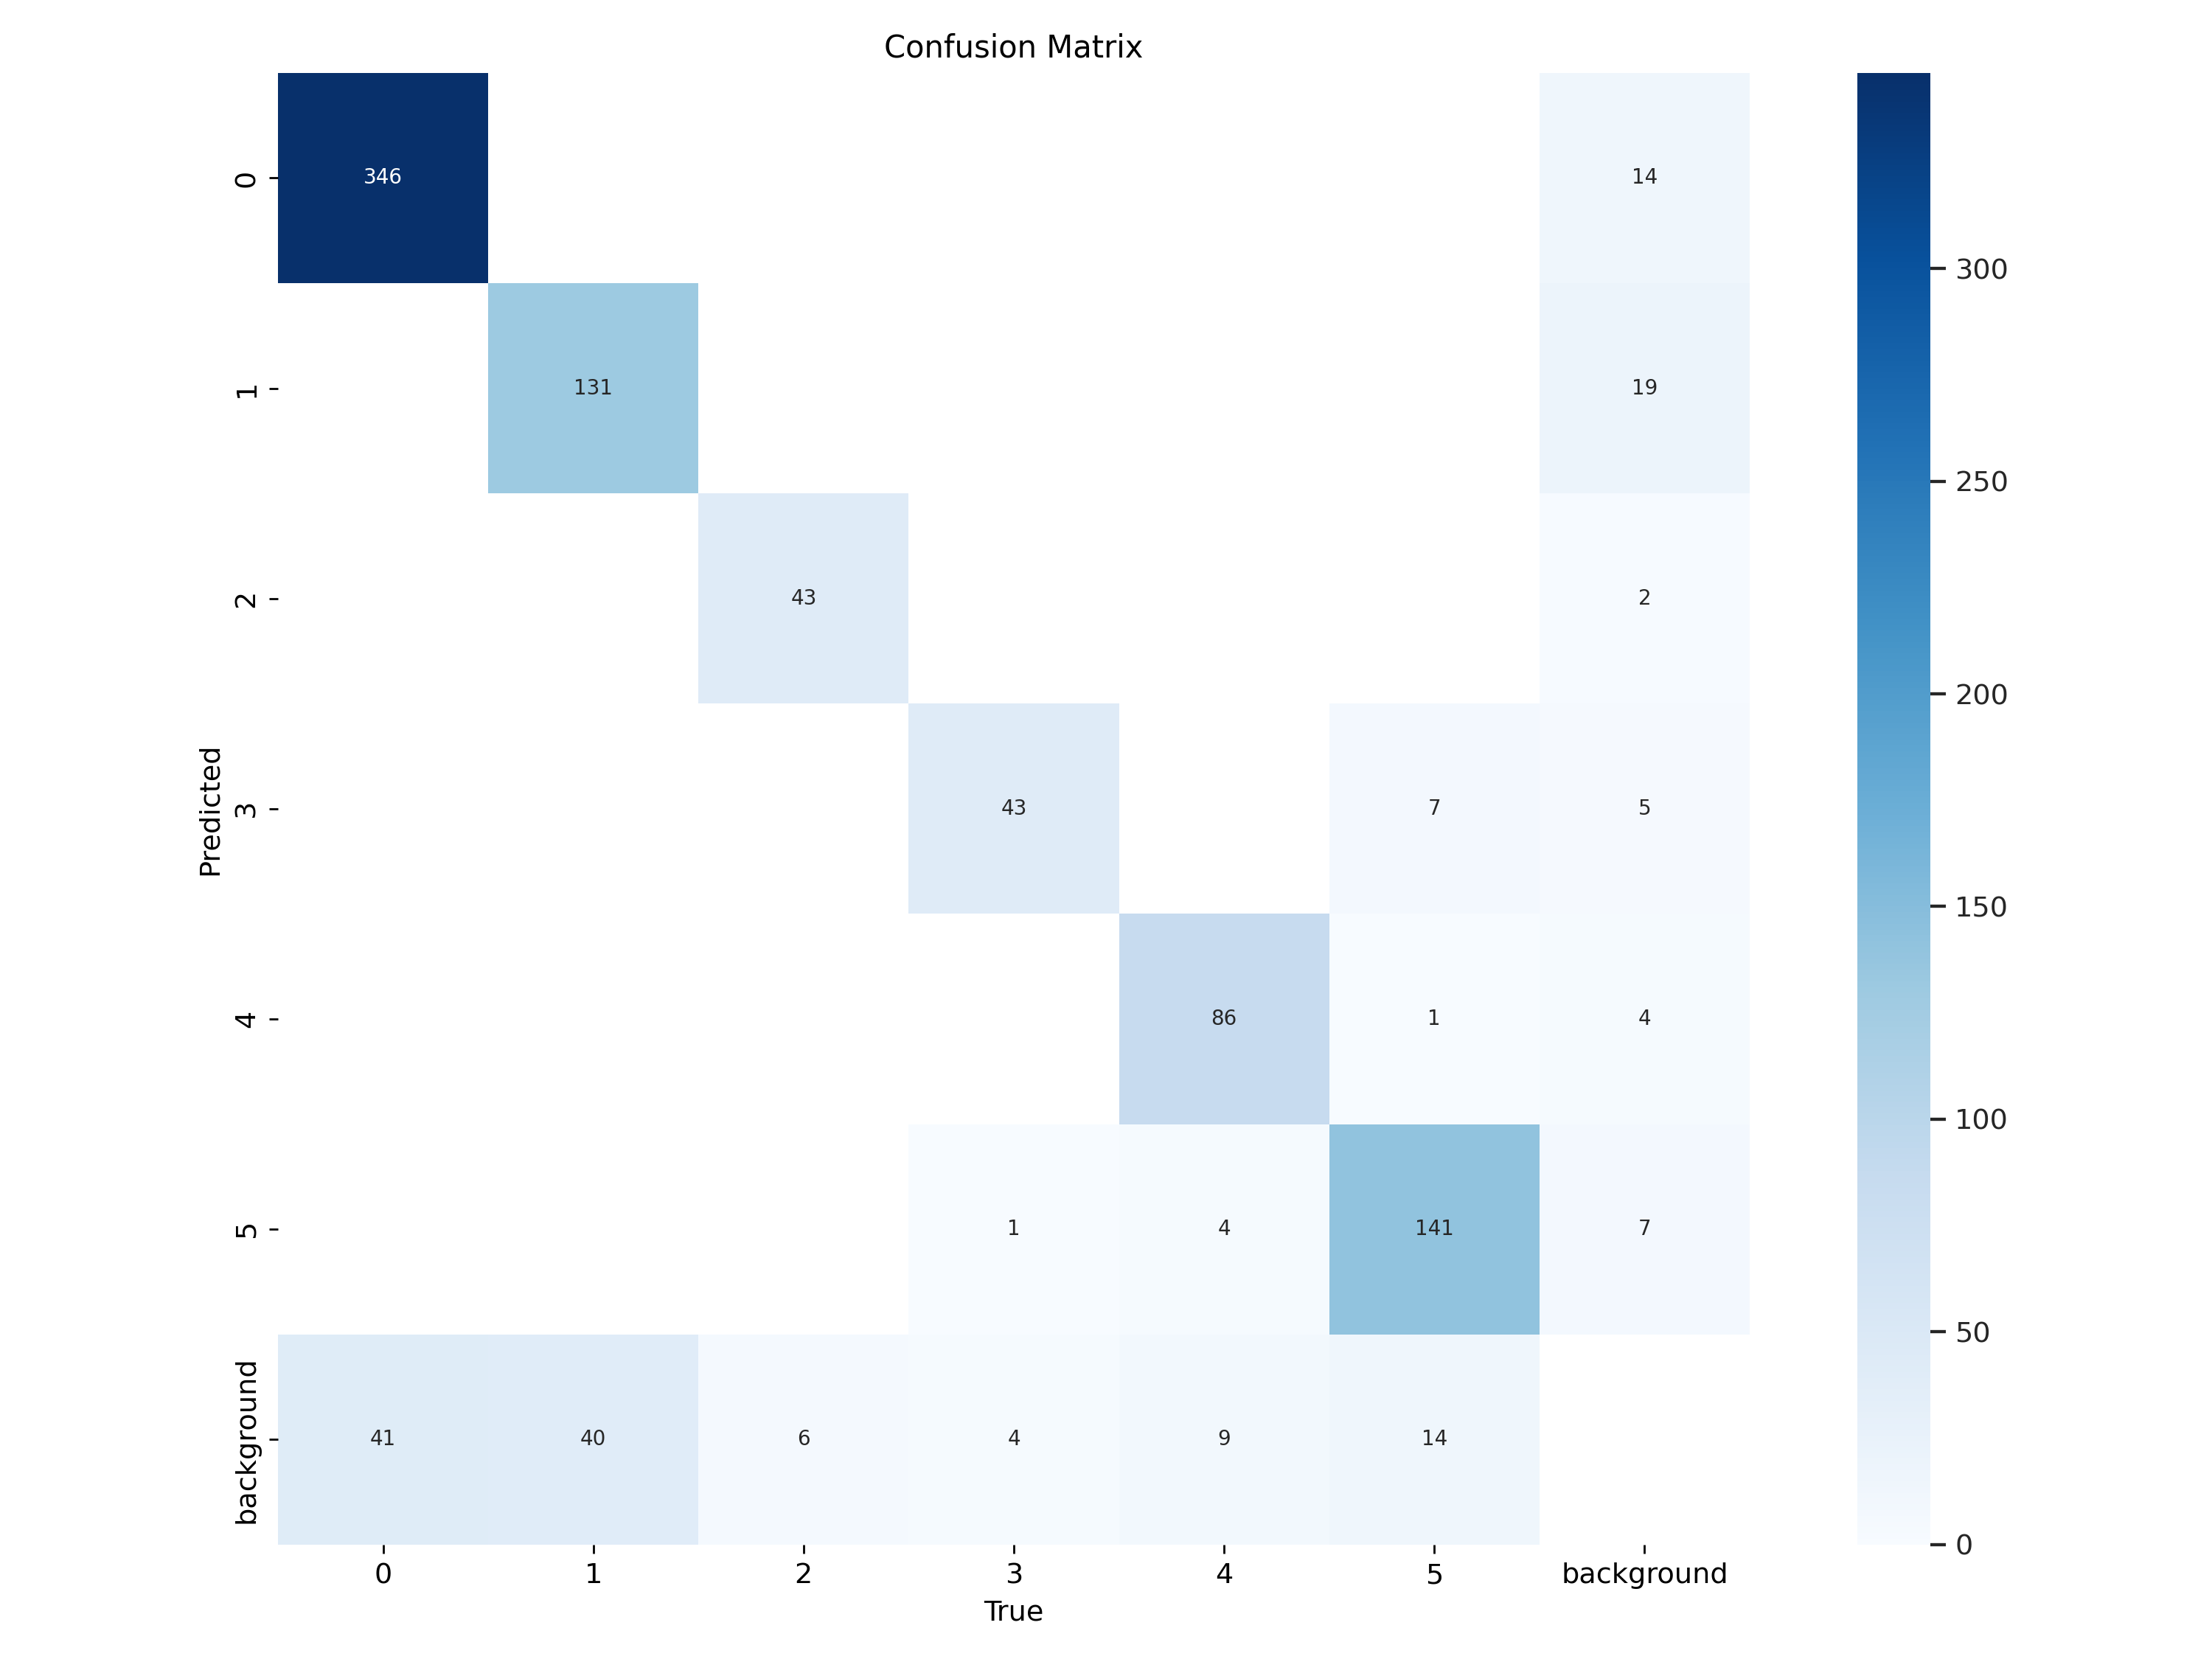 Confusion Matrix
0 346 14
1 131 19
2 43 2
3 43 7 5
4 86 1 4
5 1 4 141 7
background 41 40 6 4 9 14
0 1 2 3 4 5 background
True
Predicted
300
250
200
150
100
50
0